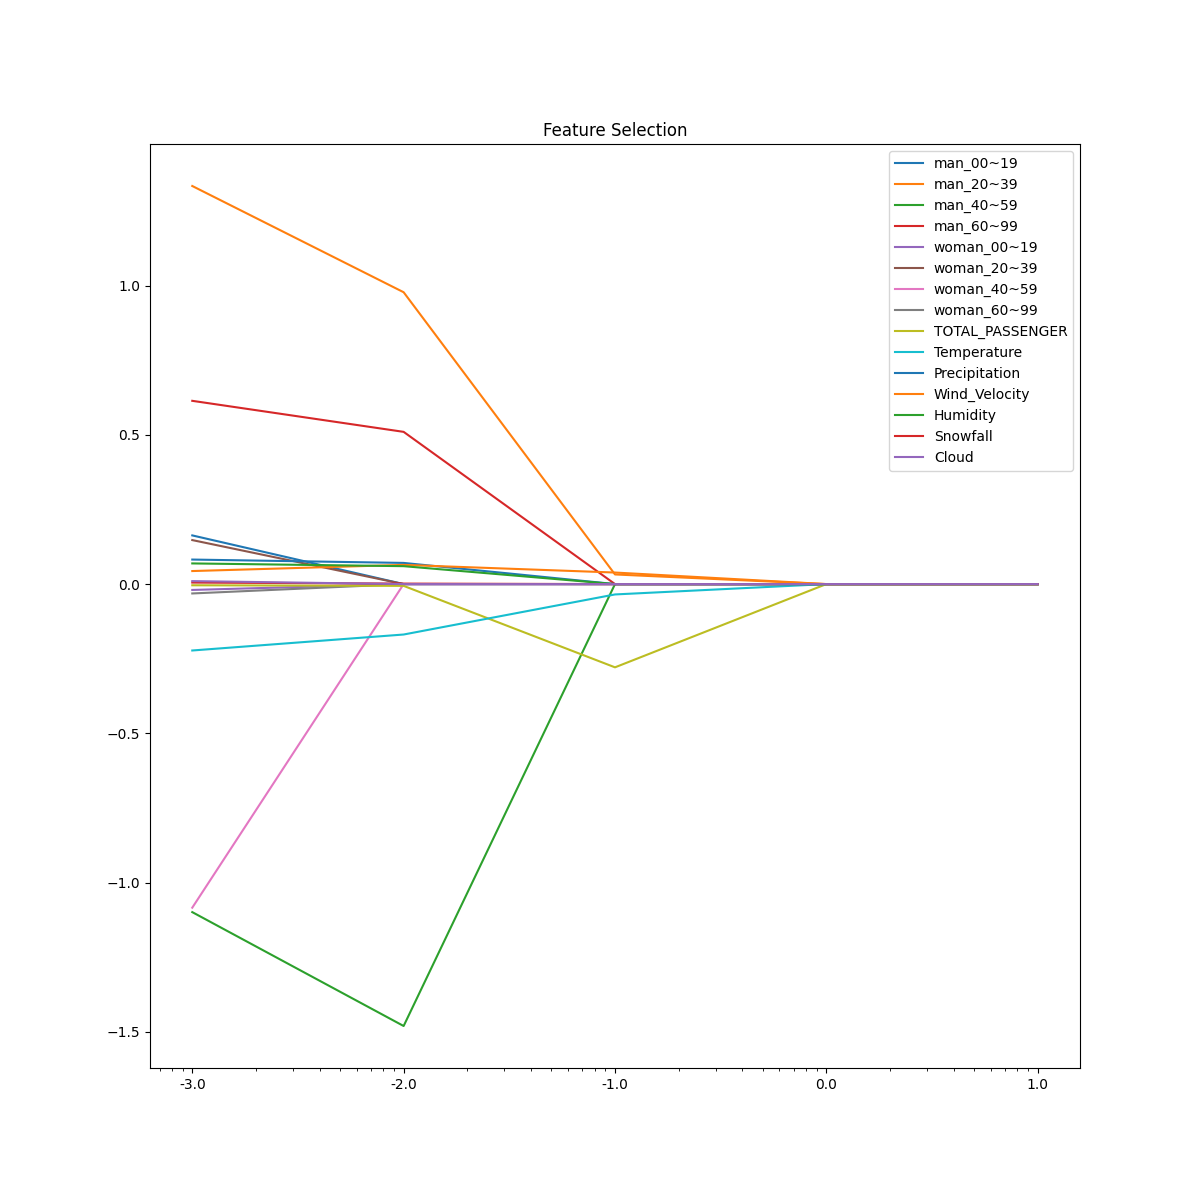 Feature Selection
man_00~19
man_20~39
man_40~59
man_60~99
woman_00~19
woman_20~39
woman_40~59
woman_60~99
TOTAL_PASSENGER
Temperature
Precipitation
Wind_Velocity
Humidity
Snowfall
Cloud
1.0
0.5
0.0
−0.5
−1.0
−1.5
-3.0 -2.0 -1.0 0.0 1.0